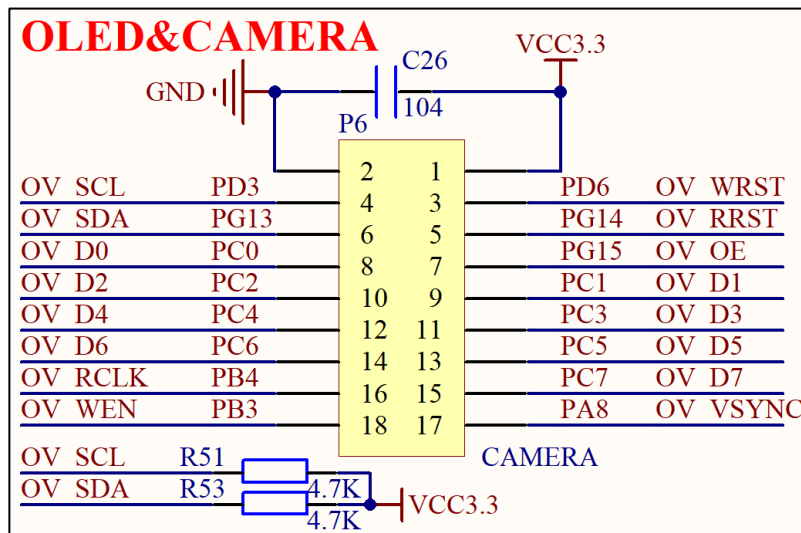 OLED&CAMERA
C26
VCC3.3
GND
104
P6
2 1
OV SCL PD3 4 3 PD6 OV WRST
OV SDA PG13 6 5 PG14 OV RRST
OV D0 PC0 8 7 PG15 OV OE
OV D2 PC2 10 9 PC1 OV D1
OV D4 PC4 12 11 PC3 OV D3
OV D6 PC6 14 13 PC5 OV D5
OV RCLK PB4 16 15 PC7 OV D7
OV WEN PB3 18 17 PA8 OV VSYNC
OV SCL R51 CAMERA
4.7K
OV SDA R53 VCC3.3
4.7K